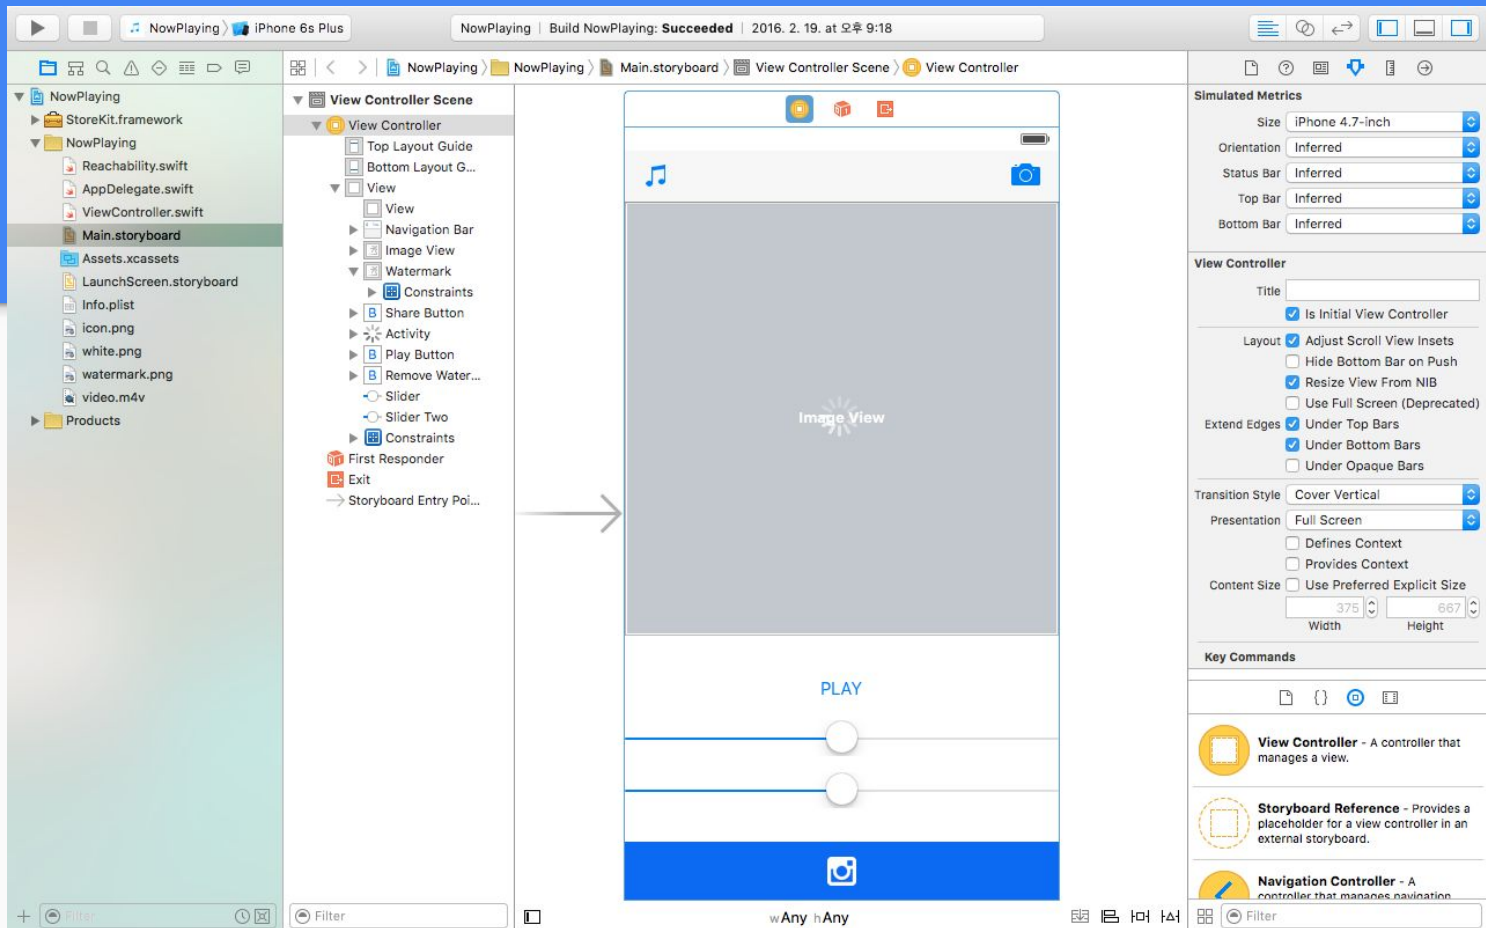 NowPlaying
iPhone 6s Plus
NowPlaying | Build NowPlaying: Succeeded | 2016. 2. 19. at 오후 9:18
NowPlaying
StoreKit.framework
NowPlaying
Reachability.swift
AppDelegate.swift
ViewController.swift
Main.storyboard
Assets.xcassets
LaunchScreen.storyboard
Info.plist
icon.png
white.png
watermark.png
video.m4v
Products
Filter
NowPlaying
NowPlaying
Main.storyboard
View Controller Scene
View Controller
View Controller Scene
View Controller
Top Layout Guide
Bottom Layout G...
View
View
Navigation Bar
Image View
Watermark
Constraints
B Share Button
Activity
B Play Button
B Remove Water...
Slider
Slider Two
Constraints
First Responder
Exit
Storyboard Entry Poi...
Filter
Image View
PLAY
wAny hAny
Simulated Metrics
Size iPhone 4.7-inch
Orientation Inferred
Status Bar Inferred
Top Bar Inferred
Bottom Bar Inferred
View Controller
Title
Is Initial View Controller
Layout Adjust Scroll View Insets
Hide Bottom Bar on Push
Resize View From NIB
Use Full Screen (Deprecated)
Extend Edges Under Top Bars
Under Bottom Bars
Under Opaque Bars
Transition Style Cover Vertical
Presentation Full Screen
Defines Context
Provides Context
Content Size Use Preferred Explicit Size
375 667
Width Height
Key Commands
{}
View Controller - A controller that
manages a view.
Storyboard Reference - Provides a
placeholder for a view controller in an
external storyboard.
Navigation Controller - A
controller that manages navigation
Filter